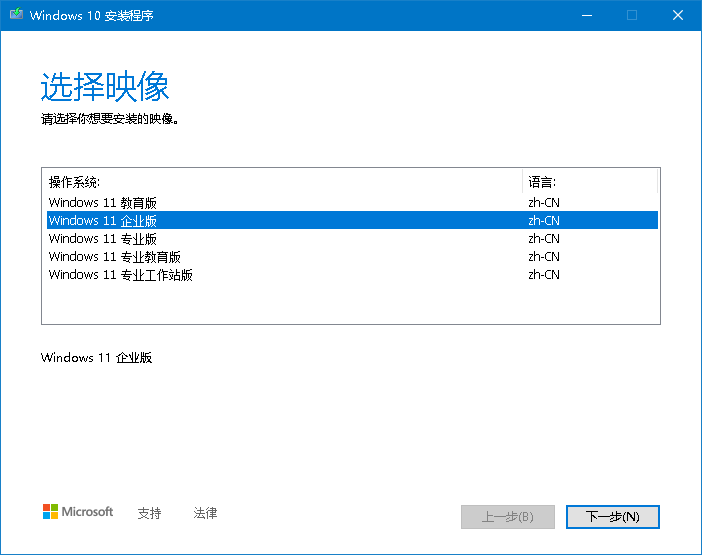 Windows 10 安装程序
选择映像
请选择你想要安装的映像。
操作系统: 语言:
Windows 11 教育版 zh-CN
Windows 11 企业版 zh-CN
Windows 11 专业版 zh-CN
Windows 11 专业教育版 zh-CN
Windows 11 专业工作站版 zh-CN
Windows 11 企业版
Microsoft 支持 法律 上一步(B) 下一步(N)